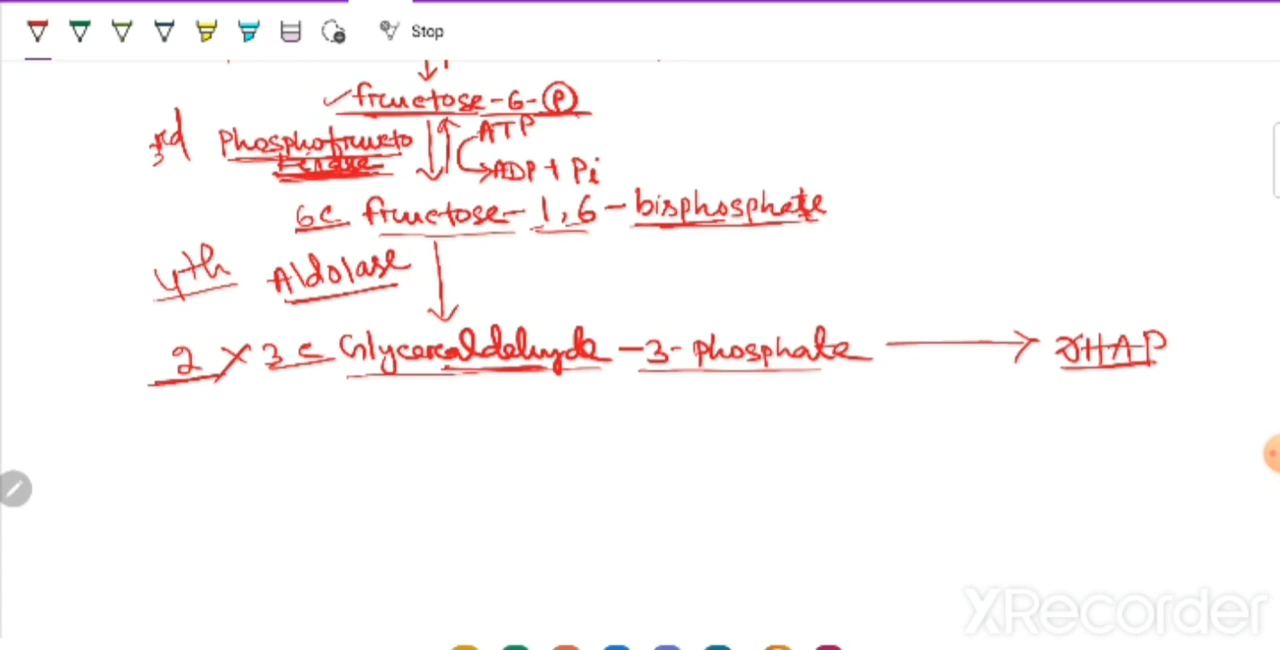 Stop
fructose-6-P
3rd Phosphofructo kinase ATP
ADP + Pi
6c fructose-1,6-bisphosphate
4th Aldolase
2 X 3c Glyceraldehyde-3-phosphate → DHAP
XRecorder